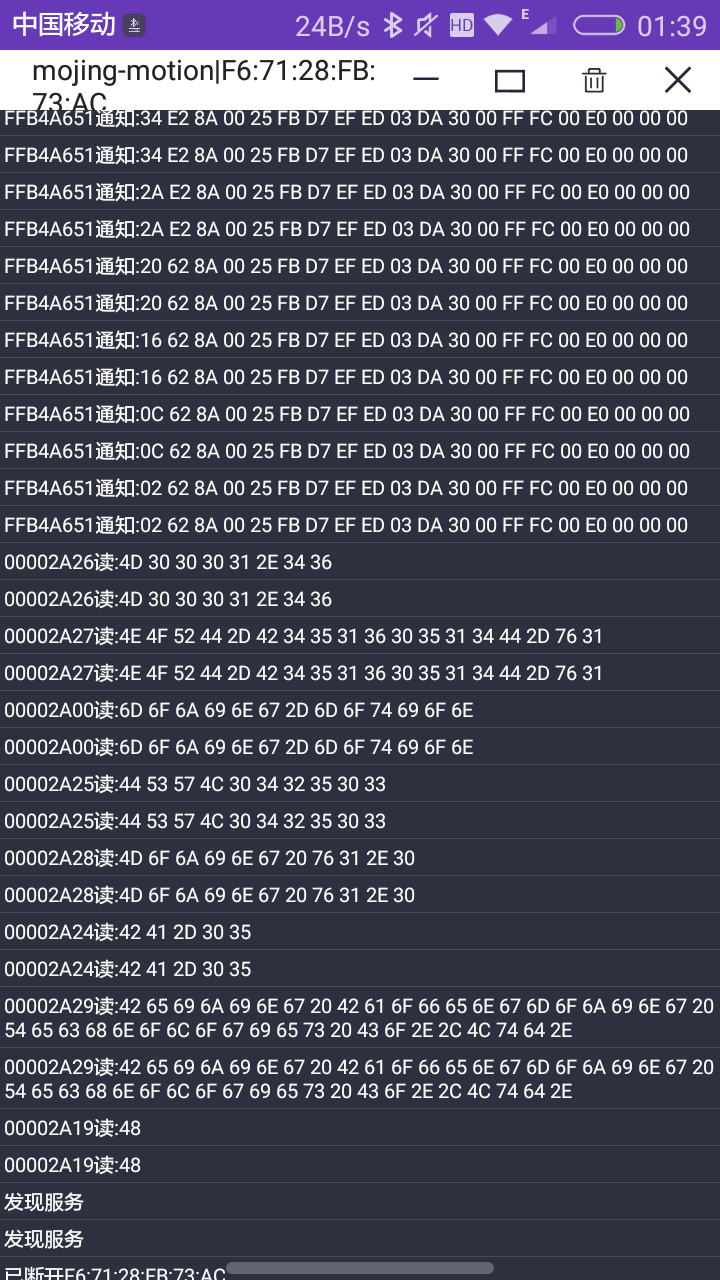 中国移动 24B/s HD E 01:39
mojing-motion|F6:71:28:FB:
73:AC
FFB4A651通知:34 E2 8A 00 25 FB D7 EF ED 03 DA 30 00 FF FC 00 E0 00 00 00
FFB4A651通知:34 E2 8A 00 25 FB D7 EF ED 03 DA 30 00 FF FC 00 E0 00 00 00
FFB4A651通知:2A E2 8A 00 25 FB D7 EF ED 03 DA 30 00 FF FC 00 E0 00 00 00
FFB4A651通知:2A E2 8A 00 25 FB D7 EF ED 03 DA 30 00 FF FC 00 E0 00 00 00
FFB4A651通知:20 62 8A 00 25 FB D7 EF ED 03 DA 30 00 FF FC 00 E0 00 00 00
FFB4A651通知:20 62 8A 00 25 FB D7 EF ED 03 DA 30 00 FF FC 00 E0 00 00 00
FFB4A651通知:16 62 8A 00 25 FB D7 EF ED 03 DA 30 00 FF FC 00 E0 00 00 00
FFB4A651通知:16 62 8A 00 25 FB D7 EF ED 03 DA 30 00 FF FC 00 E0 00 00 00
FFB4A651通知:0C 62 8A 00 25 FB D7 EF ED 03 DA 30 00 FF FC 00 E0 00 00 00
FFB4A651通知:0C 62 8A 00 25 FB D7 EF ED 03 DA 30 00 FF FC 00 E0 00 00 00
FFB4A651通知:02 62 8A 00 25 FB D7 EF ED 03 DA 30 00 FF FC 00 E0 00 00 00
FFB4A651通知:02 62 8A 00 25 FB D7 EF ED 03 DA 30 00 FF FC 00 E0 00 00 00
00002A26读:4D 30 30 30 31 2E 34 36
00002A26读:4D 30 30 30 31 2E 34 36
00002A27读:4E 4F 52 44 2D 42 34 35 31 36 30 35 31 34 44 2D 76 31
00002A27读:4E 4F 52 44 2D 42 34 35 31 36 30 35 31 34 44 2D 76 31
00002A00读:6D 6F 6A 69 6E 67 2D 6D 6F 74 69 6F 6E
00002A00读:6D 6F 6A 69 6E 67 2D 6D 6F 74 69 6F 6E
00002A25读:44 53 57 4C 30 34 32 35 30 33
00002A25读:44 53 57 4C 30 34 32 35 30 33
00002A28读:4D 6F 6A 69 6E 67 20 76 31 2E 30
00002A28读:4D 6F 6A 69 6E 67 20 76 31 2E 30
00002A24读:42 41 2D 30 35
00002A24读:42 41 2D 30 35
00002A29读:42 65 69 6A 69 6E 67 20 42 61 6F 66 65 6E 67 6D 6F 6A 69 6E 67 20
54 65 63 68 6E 6F 6C 6F 67 69 65 73 20 43 6F 2E 2C 4C 74 64 2E
00002A29读:42 65 69 6A 69 6E 67 20 42 61 6F 66 65 6E 67 6D 6F 6A 69 6E 67 20
54 65 63 68 6E 6F 6C 6F 67 69 65 73 20 43 6F 2E 2C 4C 74 64 2E
00002A19读:48
00002A19读:48
发现服务
发现服务
已断开F6:71:28:FB:73:AC